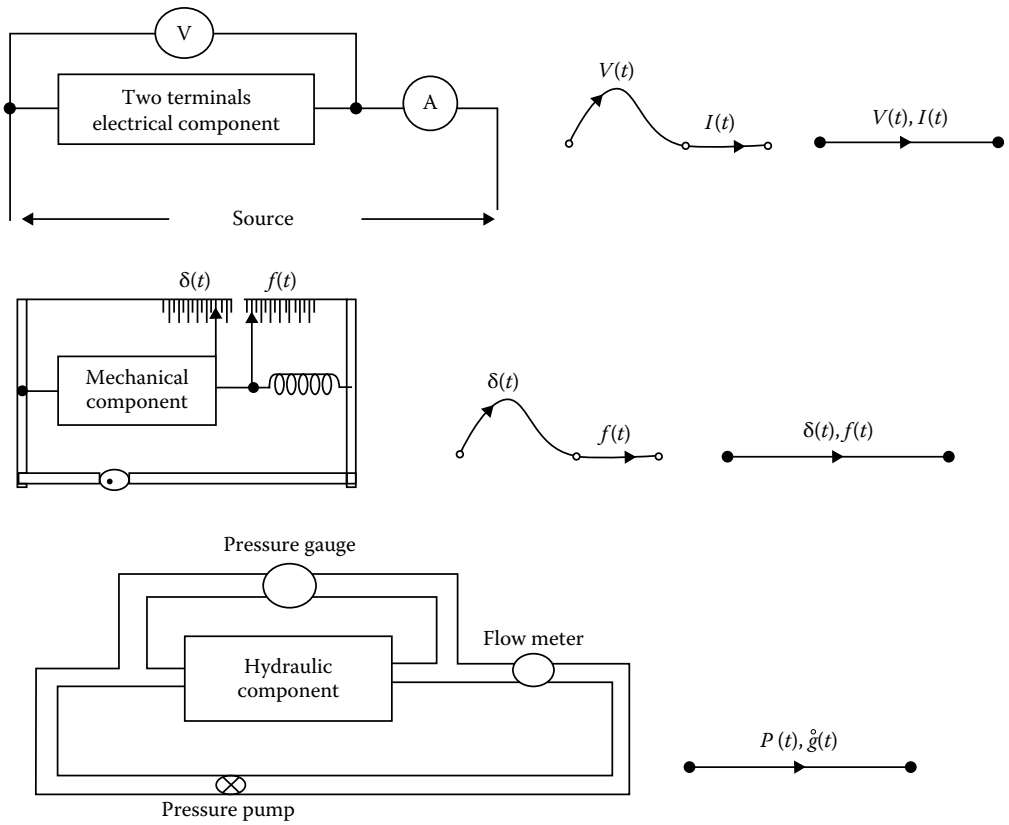 V
Two terminals
electrical component
A
Source
V(t)
I(t)
V(t), I(t)
δ(t)
f(t)
Mechanical
component
δ(t)
f(t)
δ(t), f(t)
Pressure gauge
Hydraulic
component
Flow meter
Pressure pump
P (t), g̊(t)